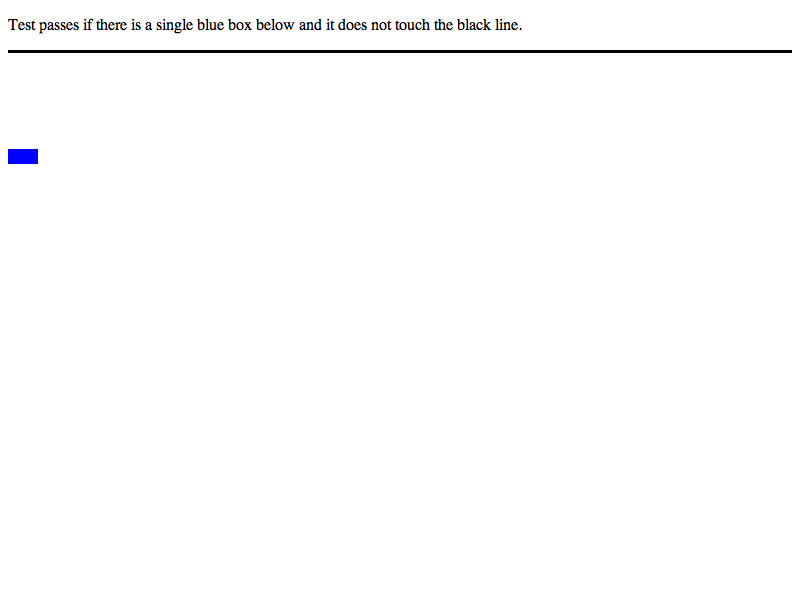 Test passes if there is a single blue box below and it does not touch the black line.